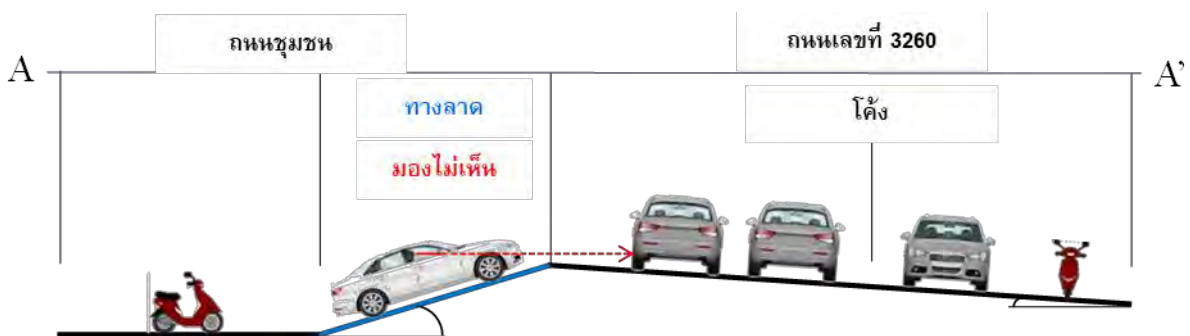 ถนนชุมชน
ถนนเลขที่ 3260
A
A’
ทางลาด
โค้ง
มองไม่เห็น